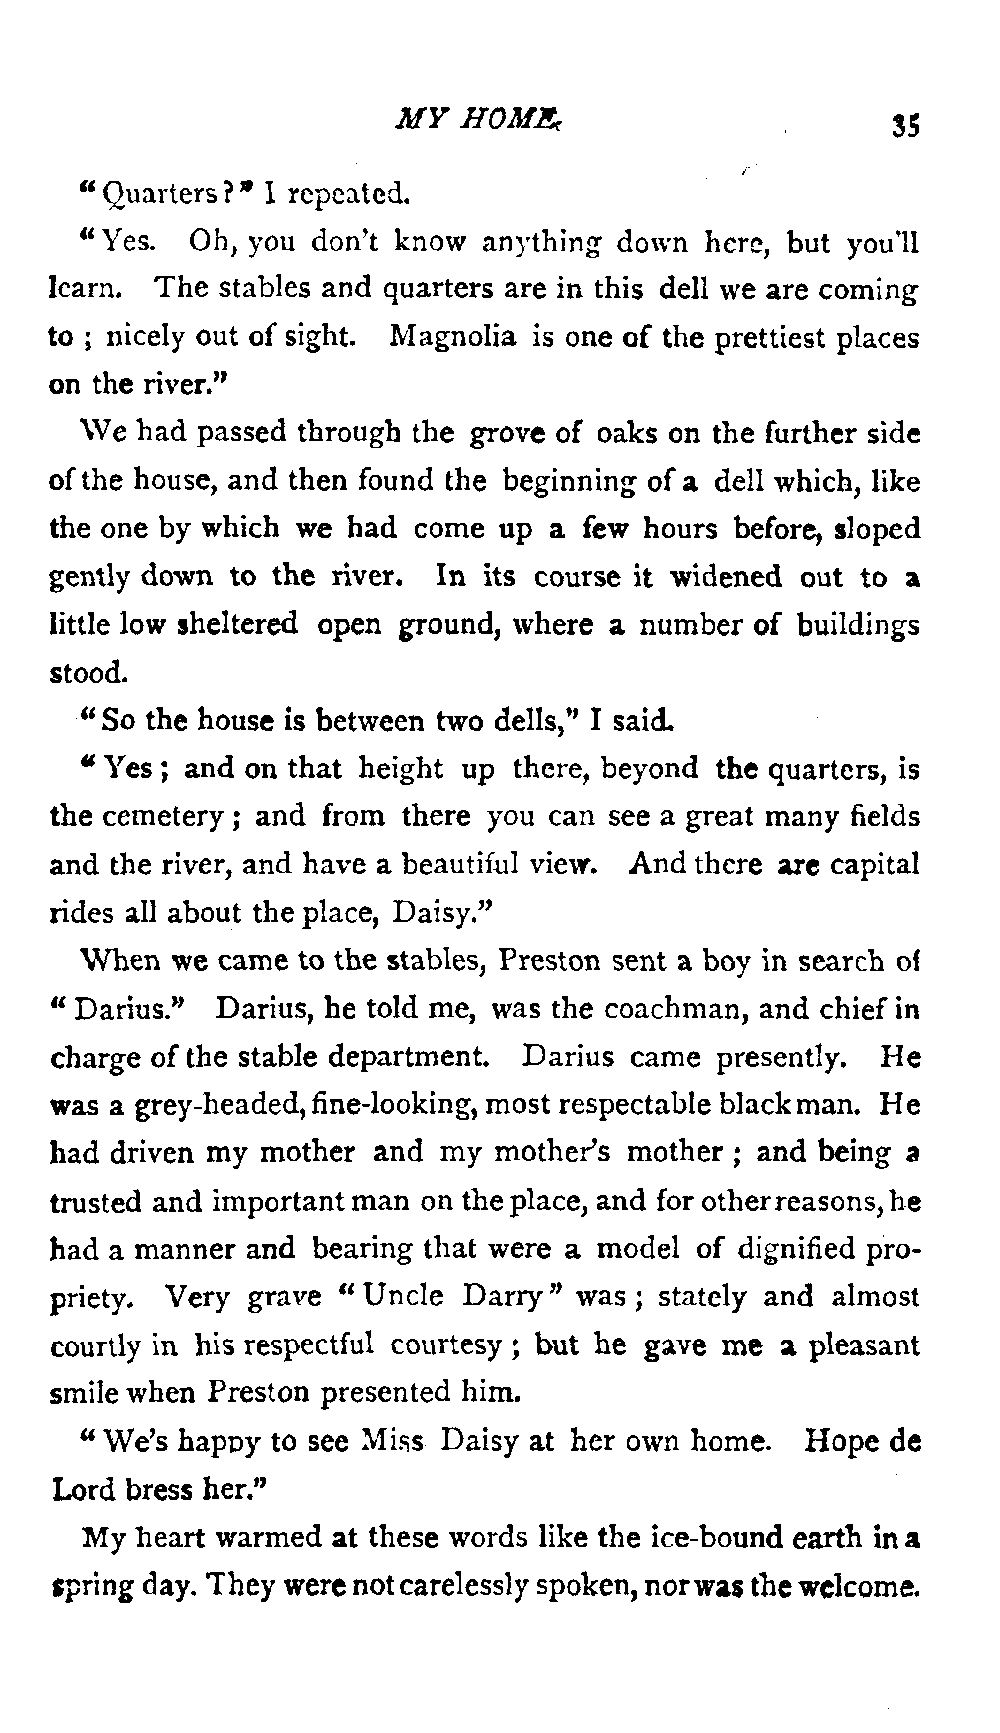 MY HOME.
35
“Quarters?” I repeated.
“Yes. Oh, you don't know anything down here, but you'll
learn. The stables and quarters are in this dell we are coming
to ; nicely out of sight. Magnolia is one of the prettiest places
on the river.”
We had passed through the grove of oaks on the further side
of the house, and then found the beginning of a dell which, like
the one by which we had come up a few hours before, sloped
gently down to the river. In its course it widened out to a
little low sheltered open ground, where a number of buildings
stood.
“So the house is between two dells,” I said.
“Yes ; and on that height up there, beyond the quarters, is
the cemetery ; and from there you can see a great many fields
and the river, and have a beautiful view. And there are capital
rides all about the place, Daisy.”
When we came to the stables, Preston sent a boy in search of
“Darius.” Darius, he told me, was the coachman, and chief in
charge of the stable department. Darius came presently. He
was a grey-headed, fine-looking, most respectable black man. He
had driven my mother and my mother's mother ; and being a
trusted and important man on the place, and for other reasons, he
had a manner and bearing that were a model of dignified pro-
priety. Very grave “Uncle Darry” was ; stately and almost
courtly in his respectful courtesy ; but he gave me a pleasant
smile when Preston presented him.
“We's happy to see Miss Daisy at her own home. Hope de
Lord bress her.”
My heart warmed at these words like the ice-bound earth in a
spring day. They were not carelessly spoken, nor was the welcome.